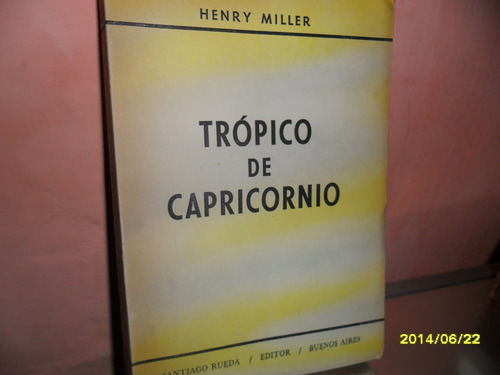 HENRY MILLER
TRÓPICO
DE
CAPRICORNIO
SANTIAGO RUEDA / EDITOR / BUENOS AIRES
2014/06/22